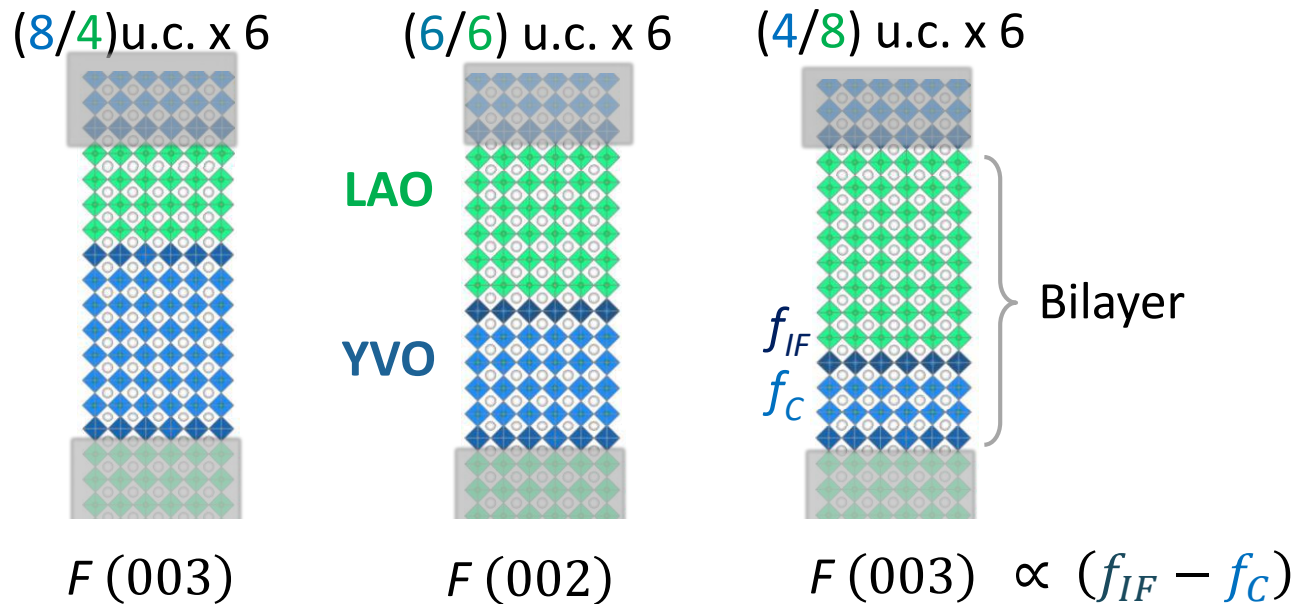 (8/4)u.c. x 6
(6/6) u.c. x 6
(4/8) u.c. x 6
LAO
YVO
f_IF
f_C
Bilayer
F (003)
F (002)
F (003) ∝ (f_IF − f_C)